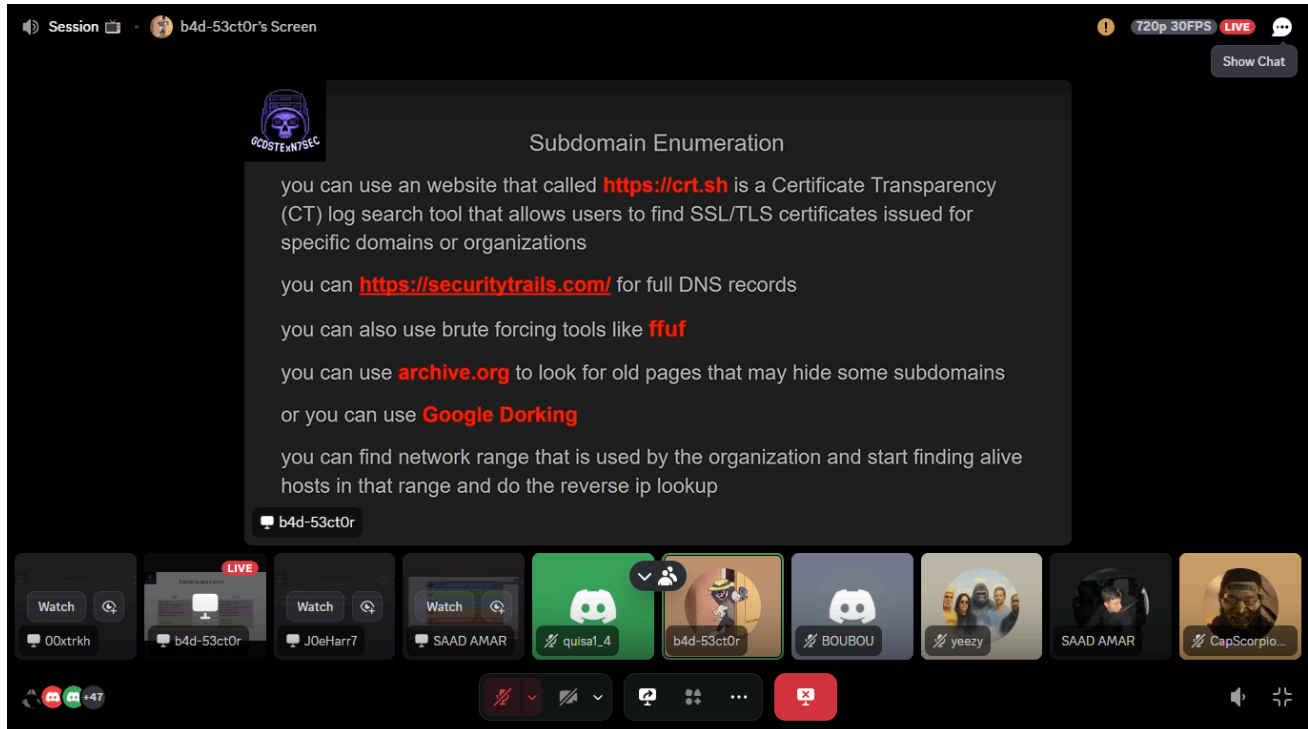 Session
b4d-53ct0r's Screen
720p 30FPS LIVE
Show Chat
GCDSTExN7SEC
Subdomain Enumeration
you can use an website that called https://crt.sh is a Certificate Transparency
(CT) log search tool that allows users to find SSL/TLS certificates issued for
specific domains or organizations
you can https://securitytrails.com/ for full DNS records
you can also use brute forcing tools like ffuf
you can use archive.org to look for old pages that may hide some subdomains
or you can use Google Dorking
you can find network range that is used by the organization and start finding alive
hosts in that range and do the reverse ip lookup
b4d-53ct0r
LIVE
Watch
Watch
Watch
00xtrkh
b4d-53ct0r
J0eHarr7
SAAD AMAR
quisa1_4
b4d-53ct0r
BOUBOU
yeezy
SAAD AMAR
CapScorpio...
+47